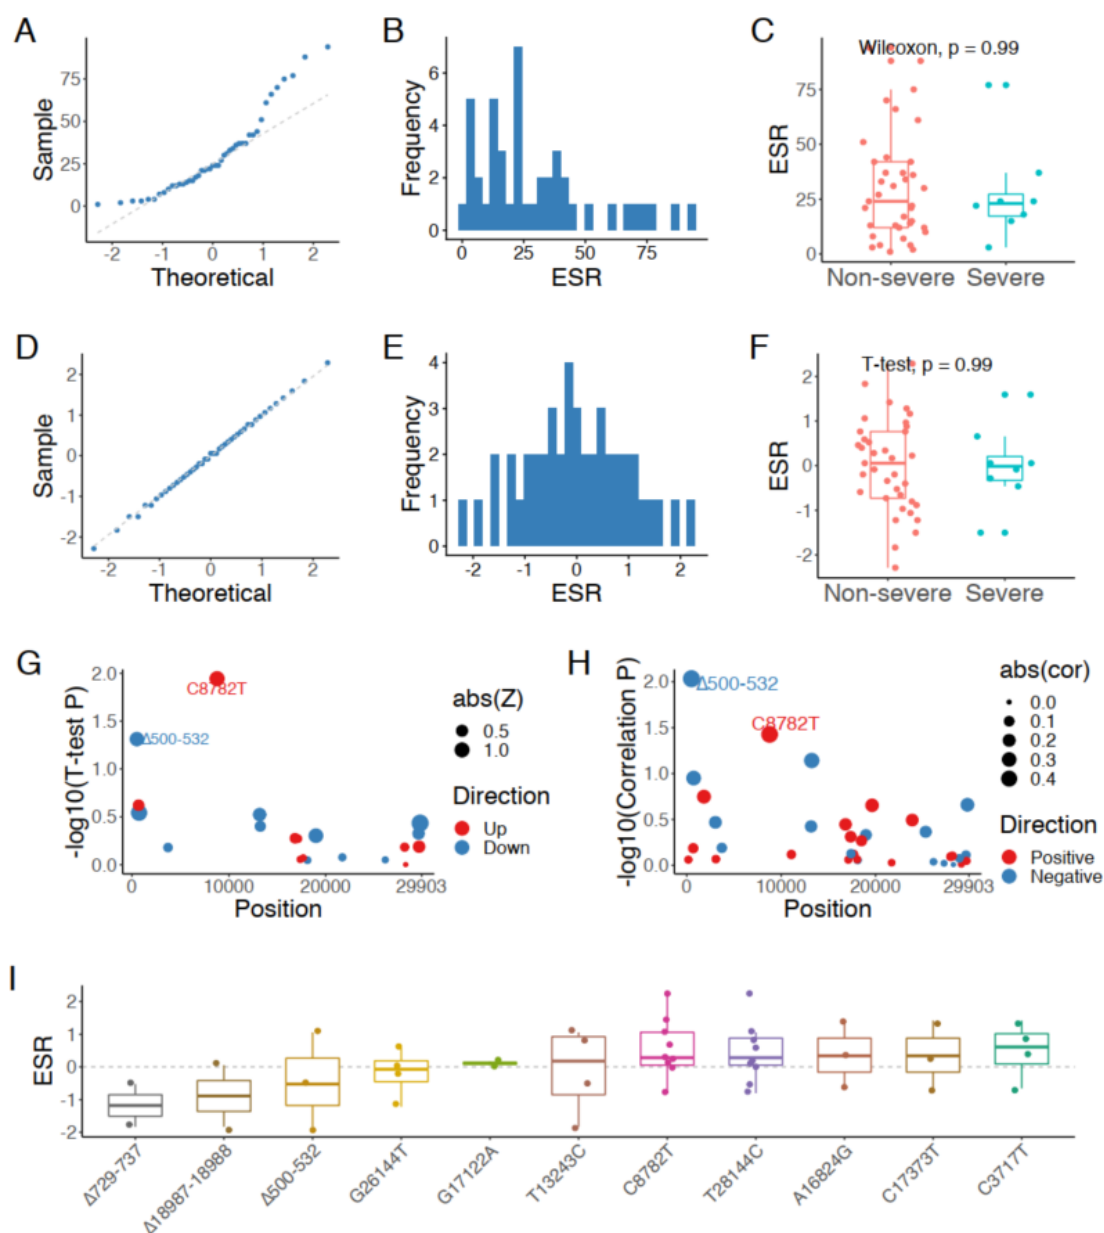 A
Sample
75
50
25
0
-2
-1
0
1
2
Theoretical
B
Frequency
6
4
2
0
0
25
50
75
ESR
C
Wilcoxon, p = 0.99
ESR
75
50
25
0
Non-severe
Severe
D
Sample
2
1
0
-1
-2
-2
-1
0
1
2
Theoretical
E
Frequency
4
3
2
1
0
-2
-1
0
1
2
ESR
F
T-test, p = 0.99
ESR
2
1
0
-1
-2
Non-severe
Severe
G
-log10(T-test P)
2.0
1.5
1.0
0.5
0.0
C8782T
Δ500-532
0
10000
20000
29903
Position
abs(Z)
0.5
1.0
Direction
Up
Down
H
-log10(Correlation P)
2.0
1.5
1.0
0.5
0.0
Δ500-532
C8782T
0
10000
20000
29903
Position
abs(cor)
0.0
0.1
0.2
0.3
0.4
Direction
Positive
Negative
I
ESR
2
1
0
-1
-2
Δ729-737
Δ18987-18988
Δ500-532
G26144T
G17122A
T13243C
C8782T
T28144C
A16824G
C17373T
C3717T